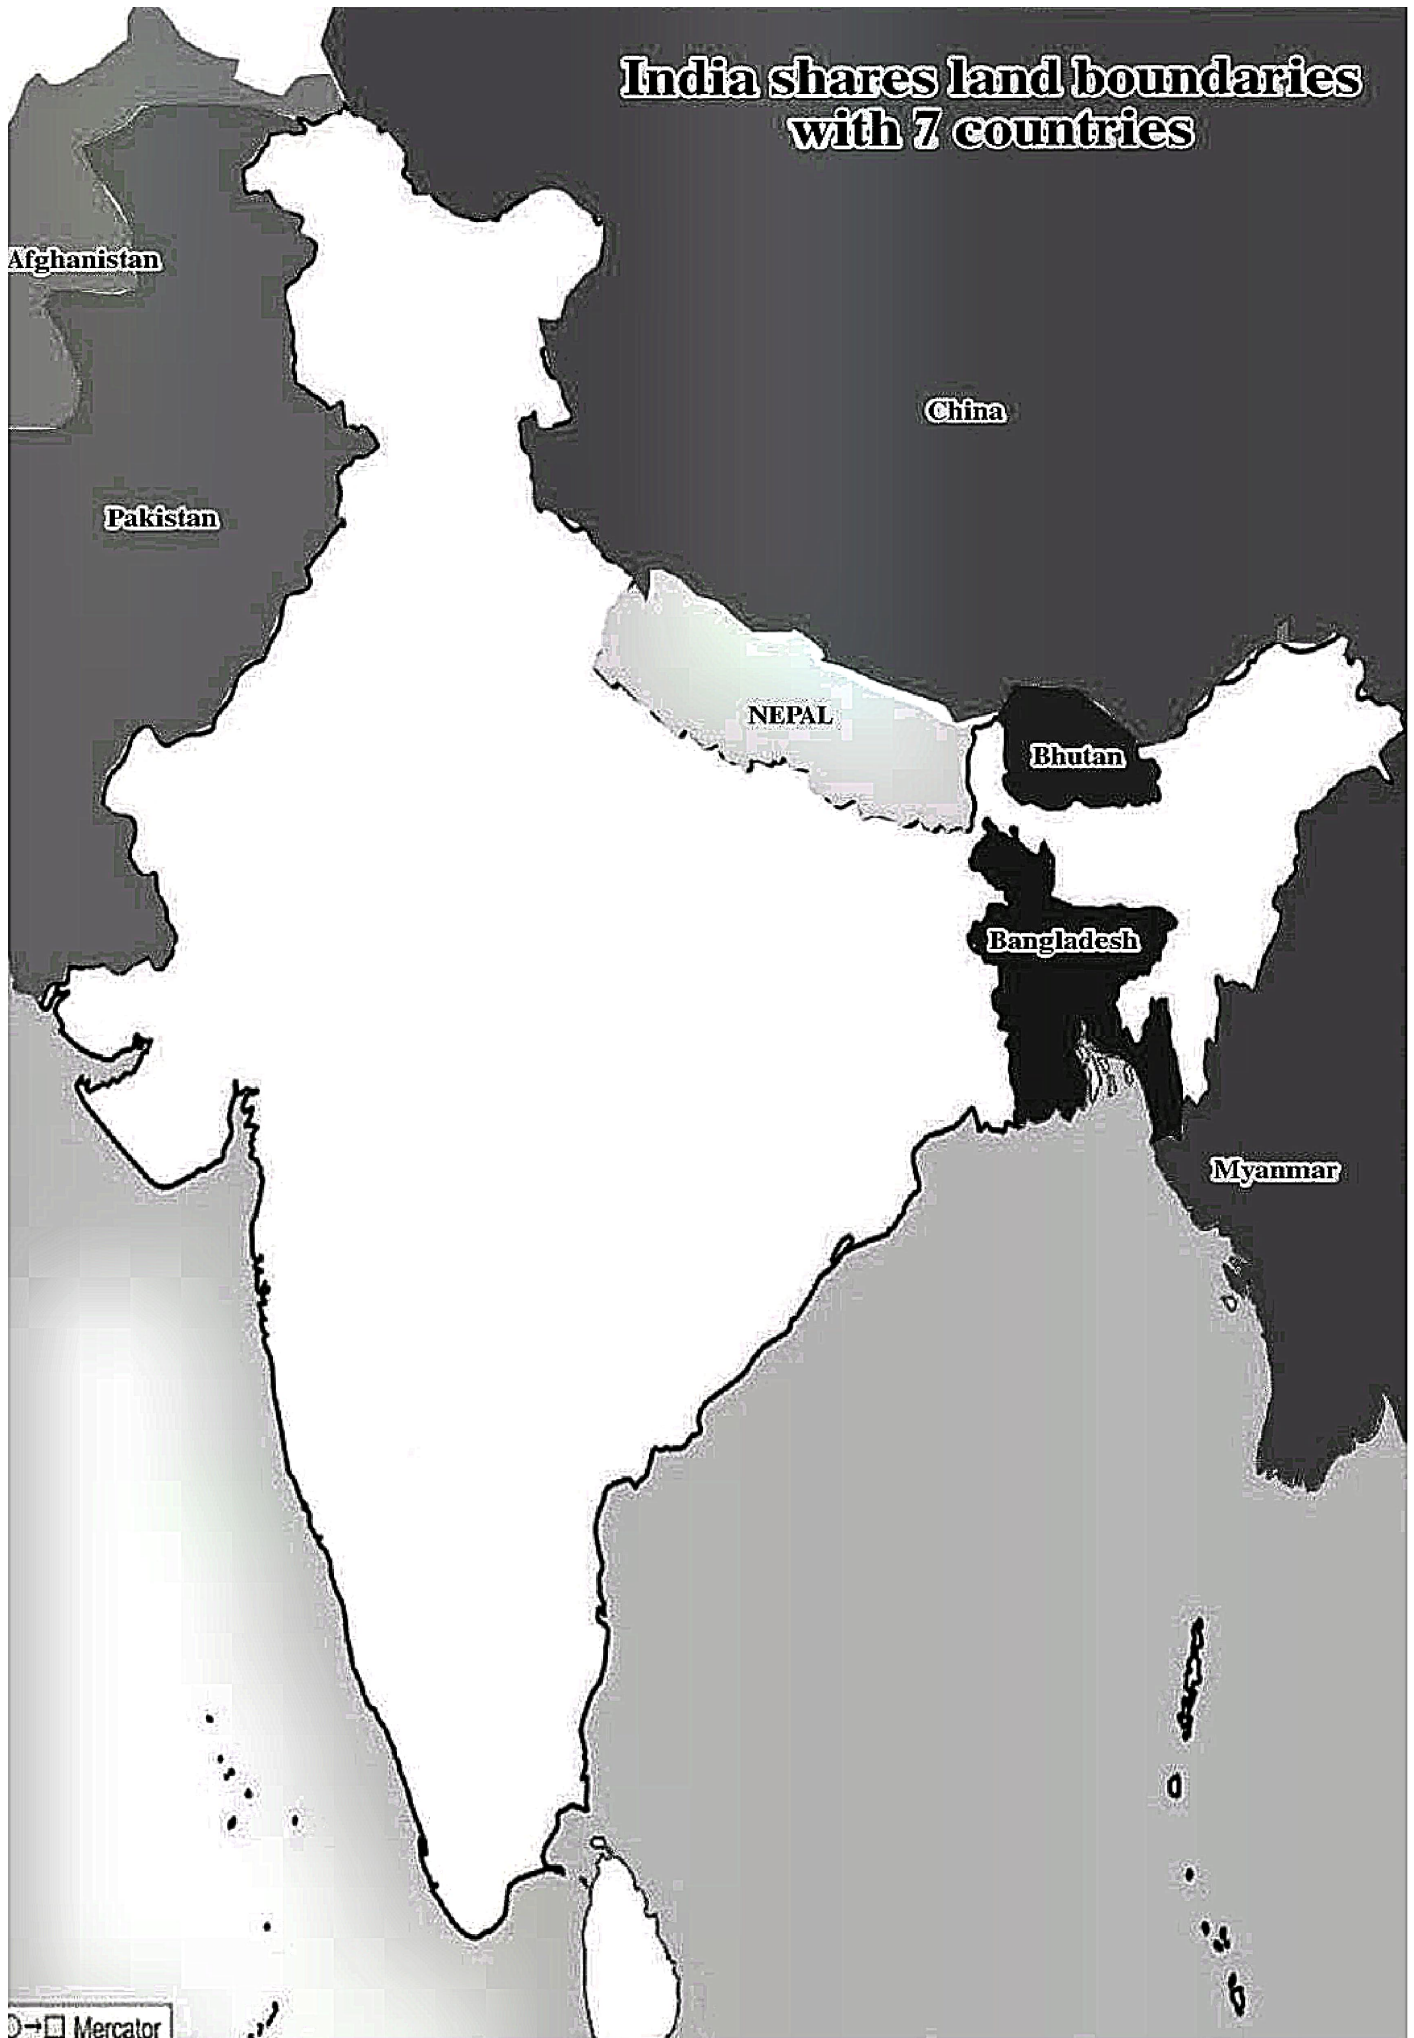 India shares land boundaries
with 7 countries
Afghanistan
China
Pakistan
NEPAL
Bhutan
Bangladesh
Myanmar
Mercator